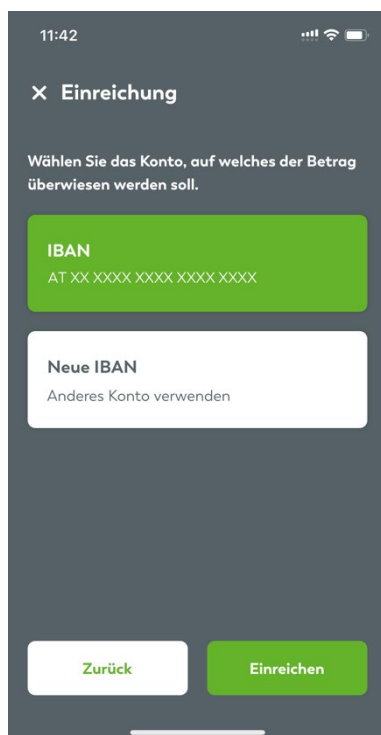 11:42
× Einreichung
Wählen Sie das Konto, auf welches der Betrag
überwiesen werden soll.
IBAN
AT XX XXXX XXXX XXXX XXXX
Neue IBAN
Anderes Konto verwenden
Zurück
Einreichen